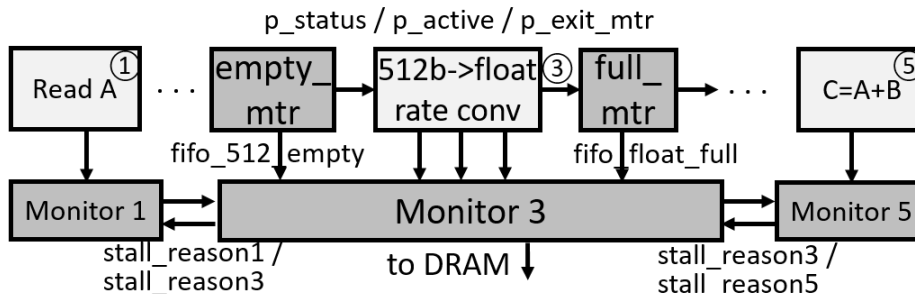 p_status / p_active / p_exit_mtr
Read A
1
. . .
empty_
mtr
512b->float
rate conv
3
full_
mtr
. . .
5
C=A+B
fifo_512_empty
fifo_float_full
Monitor 1
Monitor 3
Monitor 5
stall_reason1 /
stall_reason3
to DRAM
stall_reason3 /
stall_reason5